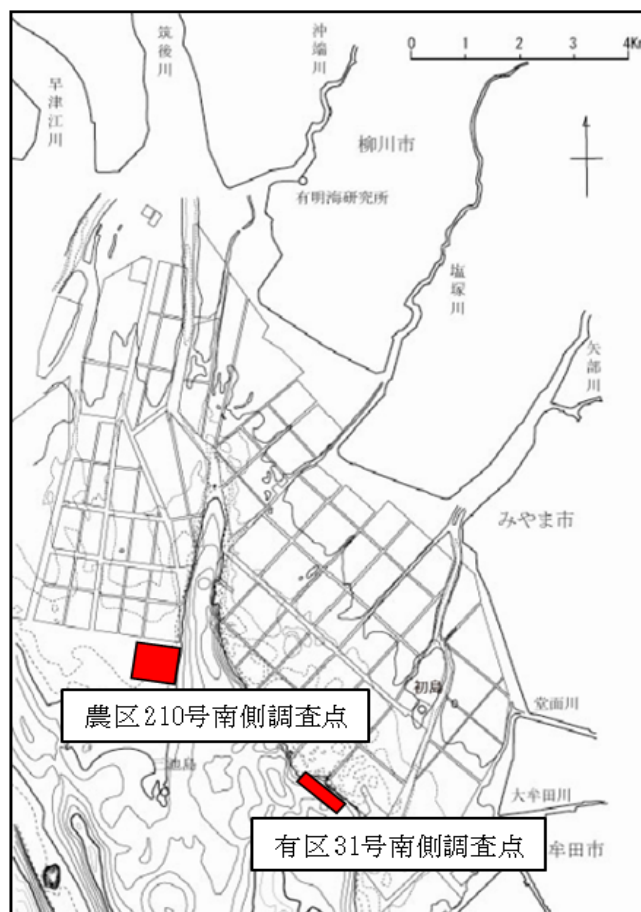 早津江川
筑後川
沖端川
0 1 2 3 4Km
柳川市
有明海研究所
塩塚川
矢部川
みやま市
初島
農区210号南側調査点
堂面川
三池島
大牟田川
有区31号南側調査点
牟田市